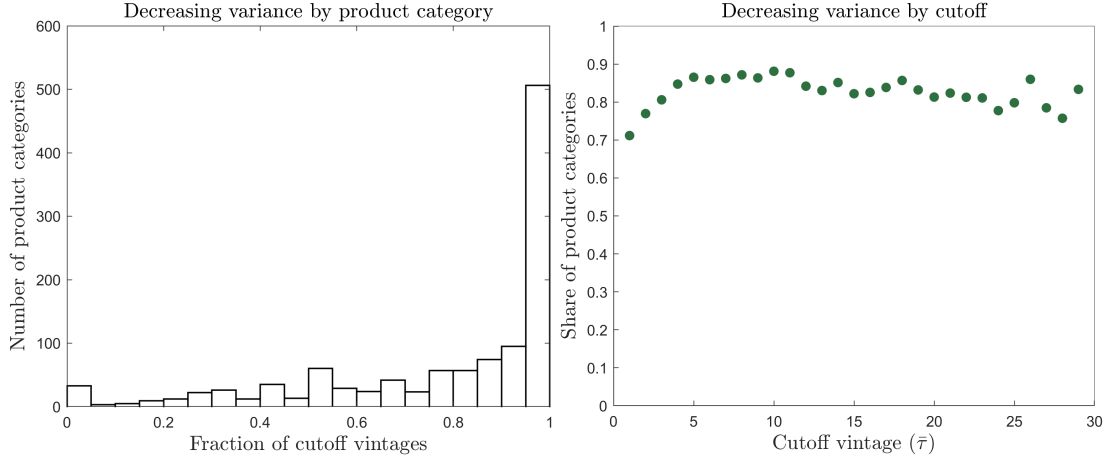 Decreasing variance by product category
Number of product categories
600
500
400
300
200
100
0
0 0.2 0.4 0.6 0.8 1
Fraction of cutoff vintages
Decreasing variance by cutoff
Share of product categories
1
0.9
0.8
0.7
0.6
0.5
0.4
0.3
0.2
0.1
0
0 5 10 15 20 25 30
Cutoff vintage (τ̄)